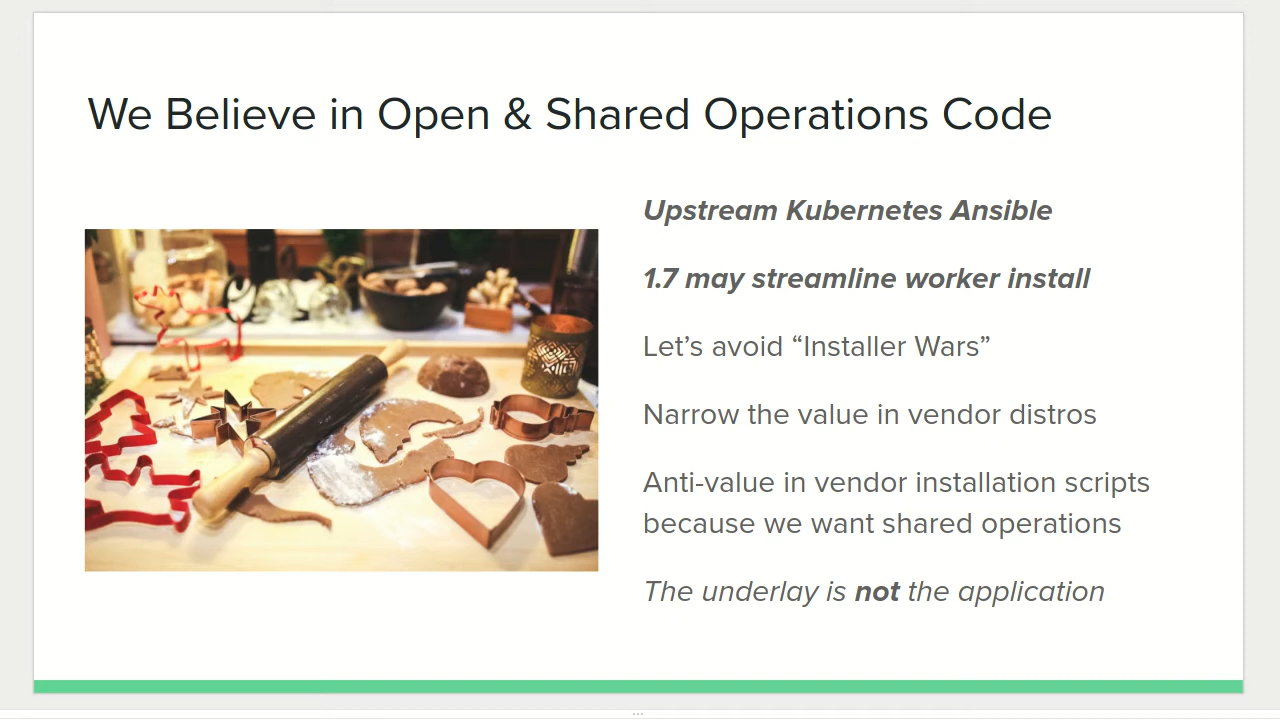 We Believe in Open & Shared Operations Code
Upstream Kubernetes Ansible
1.7 may streamline worker install
Let’s avoid “Installer Wars”
Narrow the value in vendor distros
Anti-value in vendor installation scripts
because we want shared operations
The underlay is not the application